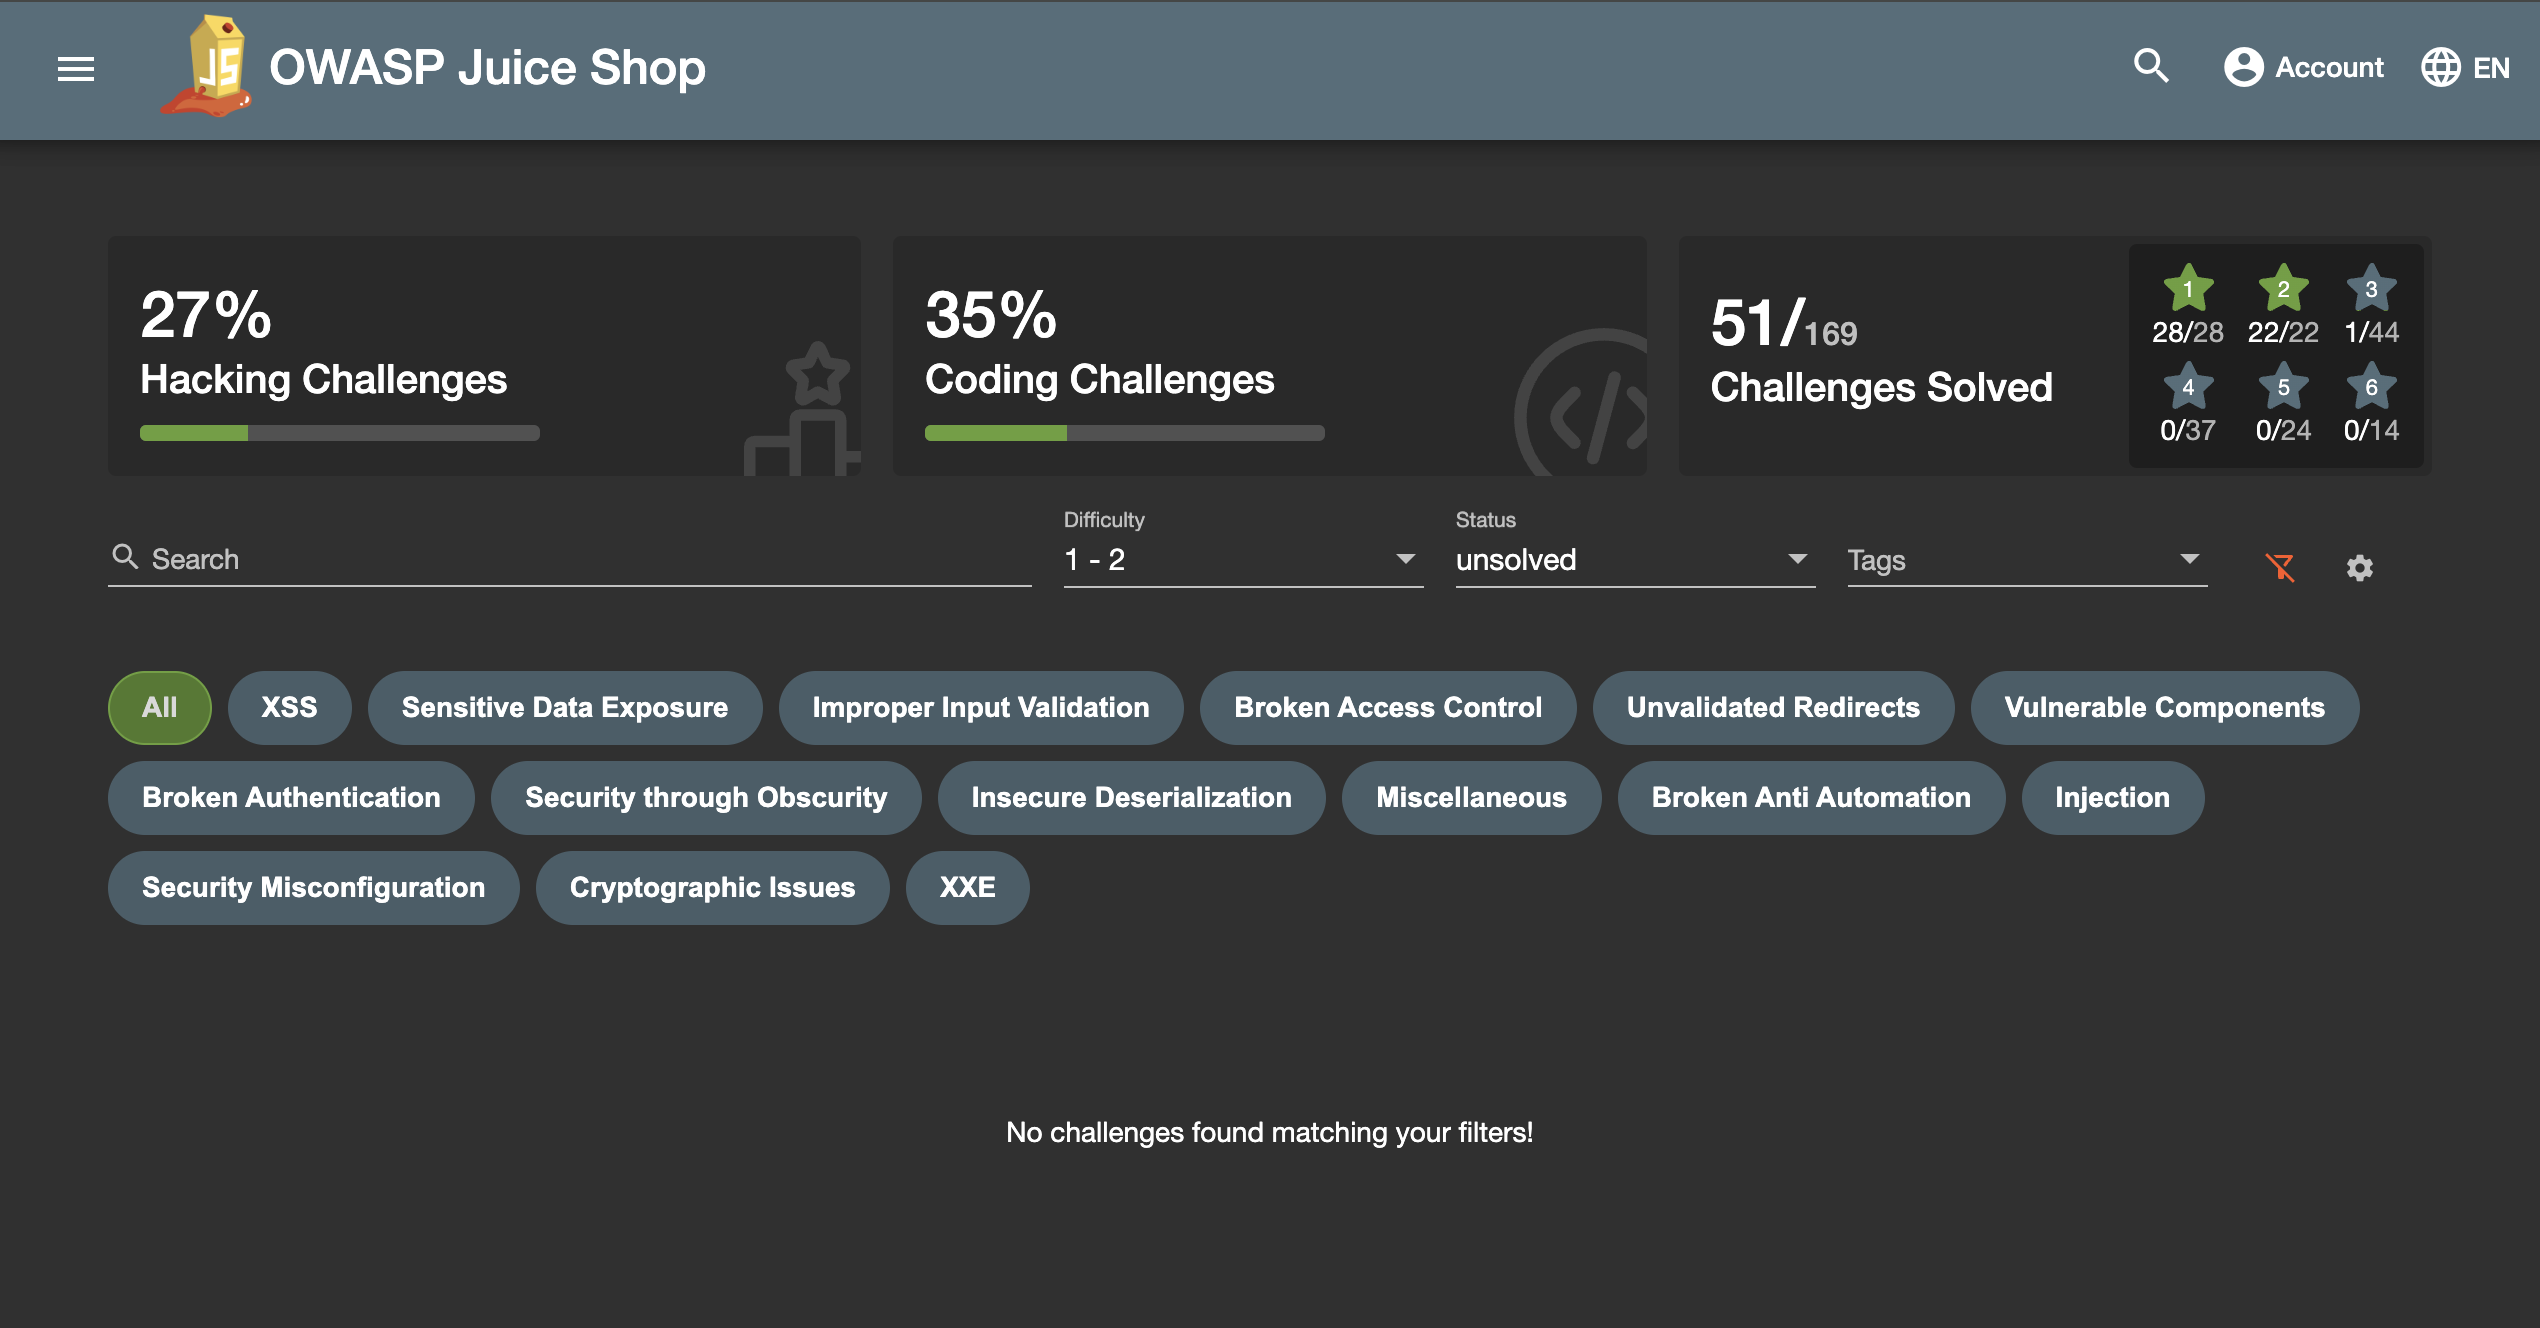 JS OWASP Juice Shop Account EN
27%
Hacking Challenges
35%
Coding Challenges
51/169
Challenges Solved
1 2 3
28/28 22/22 1/44
4 5 6
0/37 0/24 0/14
Difficulty Status
Search 1 - 2 unsolved Tags
All XSS Sensitive Data Exposure Improper Input Validation Broken Access Control Unvalidated Redirects Vulnerable Components
Broken Authentication Security through Obscurity Insecure Deserialization Miscellaneous Broken Anti Automation Injection
Security Misconfiguration Cryptographic Issues XXE
No challenges found matching your filters!